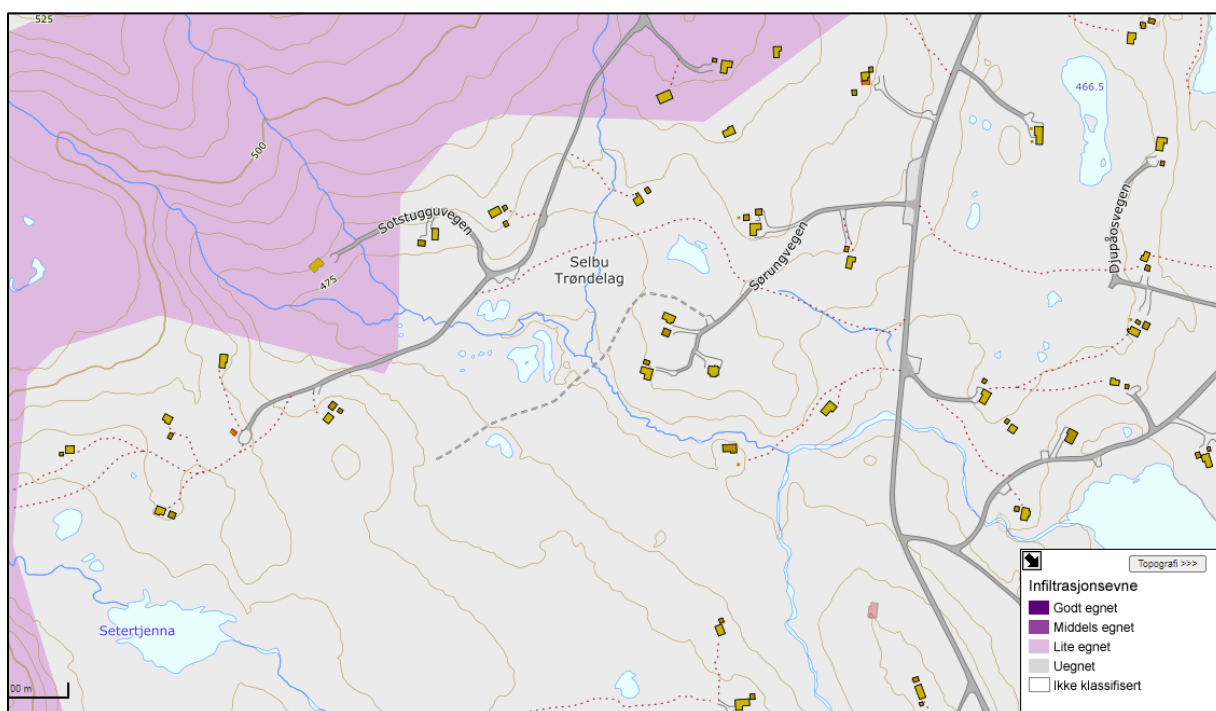 525
466.5
500
Sotstugguvegen
475
Selbu
Trøndelag
Sørungvegen
Setertjenna
00 m
Topografi >>>
Infiltrasjonsevne
Godt egnet
Middels egnet
Lite egnet
Uegnet
Ikke klassifisert